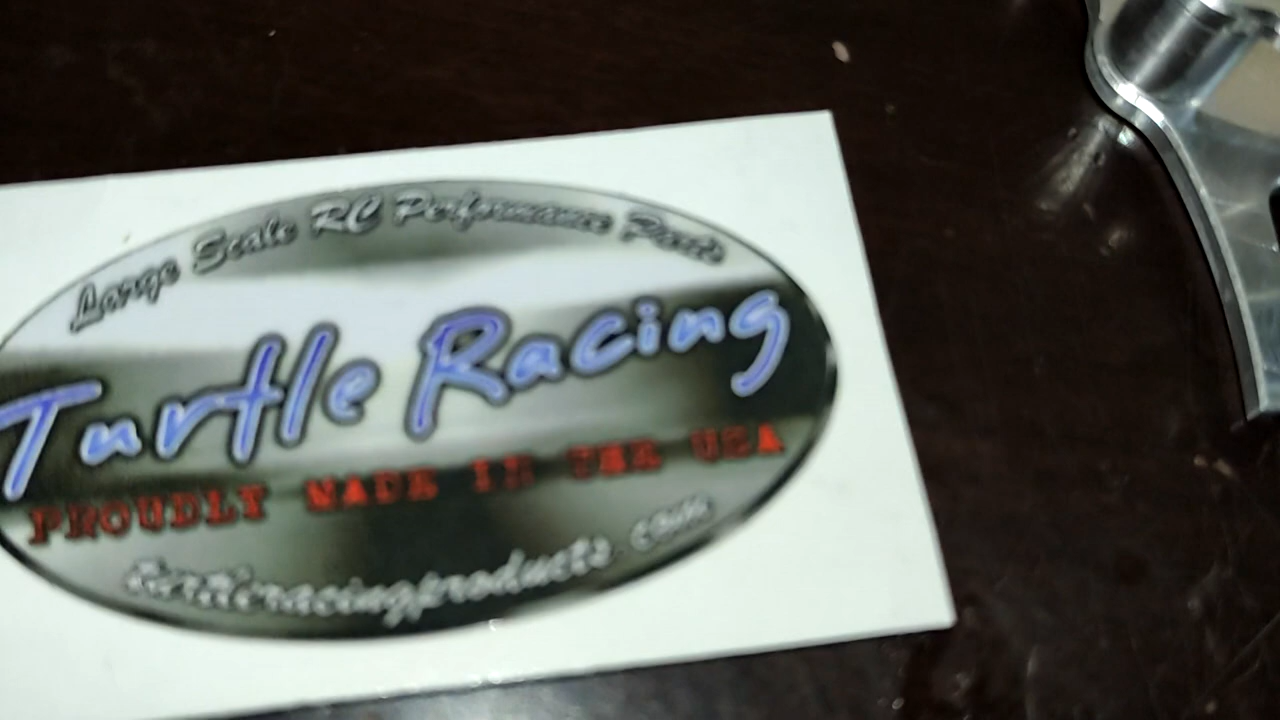 Large Scale RC Performance Parts
Turtle Racing
PROUDLY MADE IN THE USA
turtleracingproducts.com